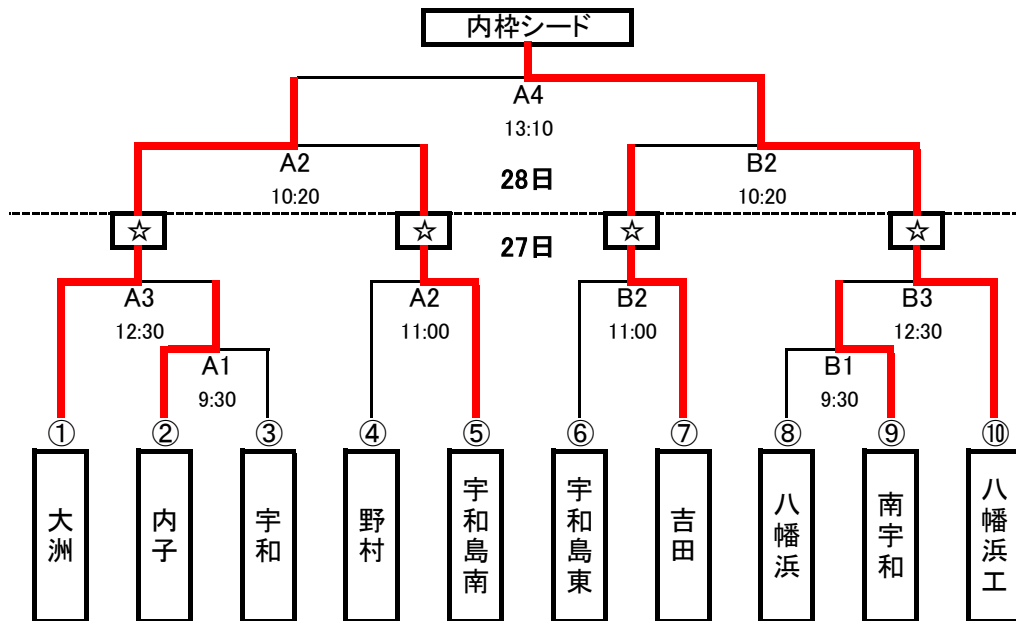 内枠シード
A4
13:10
A2
28日
B2
10:20
10:20
☆
☆
☆
☆
27日
A3
A2
B2
B3
12:30
11:00
11:00
12:30
A1
B1
9:30
9:30
① ② ③ ④ ⑤ ⑥ ⑦ ⑧ ⑨ ⑩
大洲
内子
宇和
野村
宇和島南
宇和島東
吉田
八幡浜
南宇和
八幡浜工